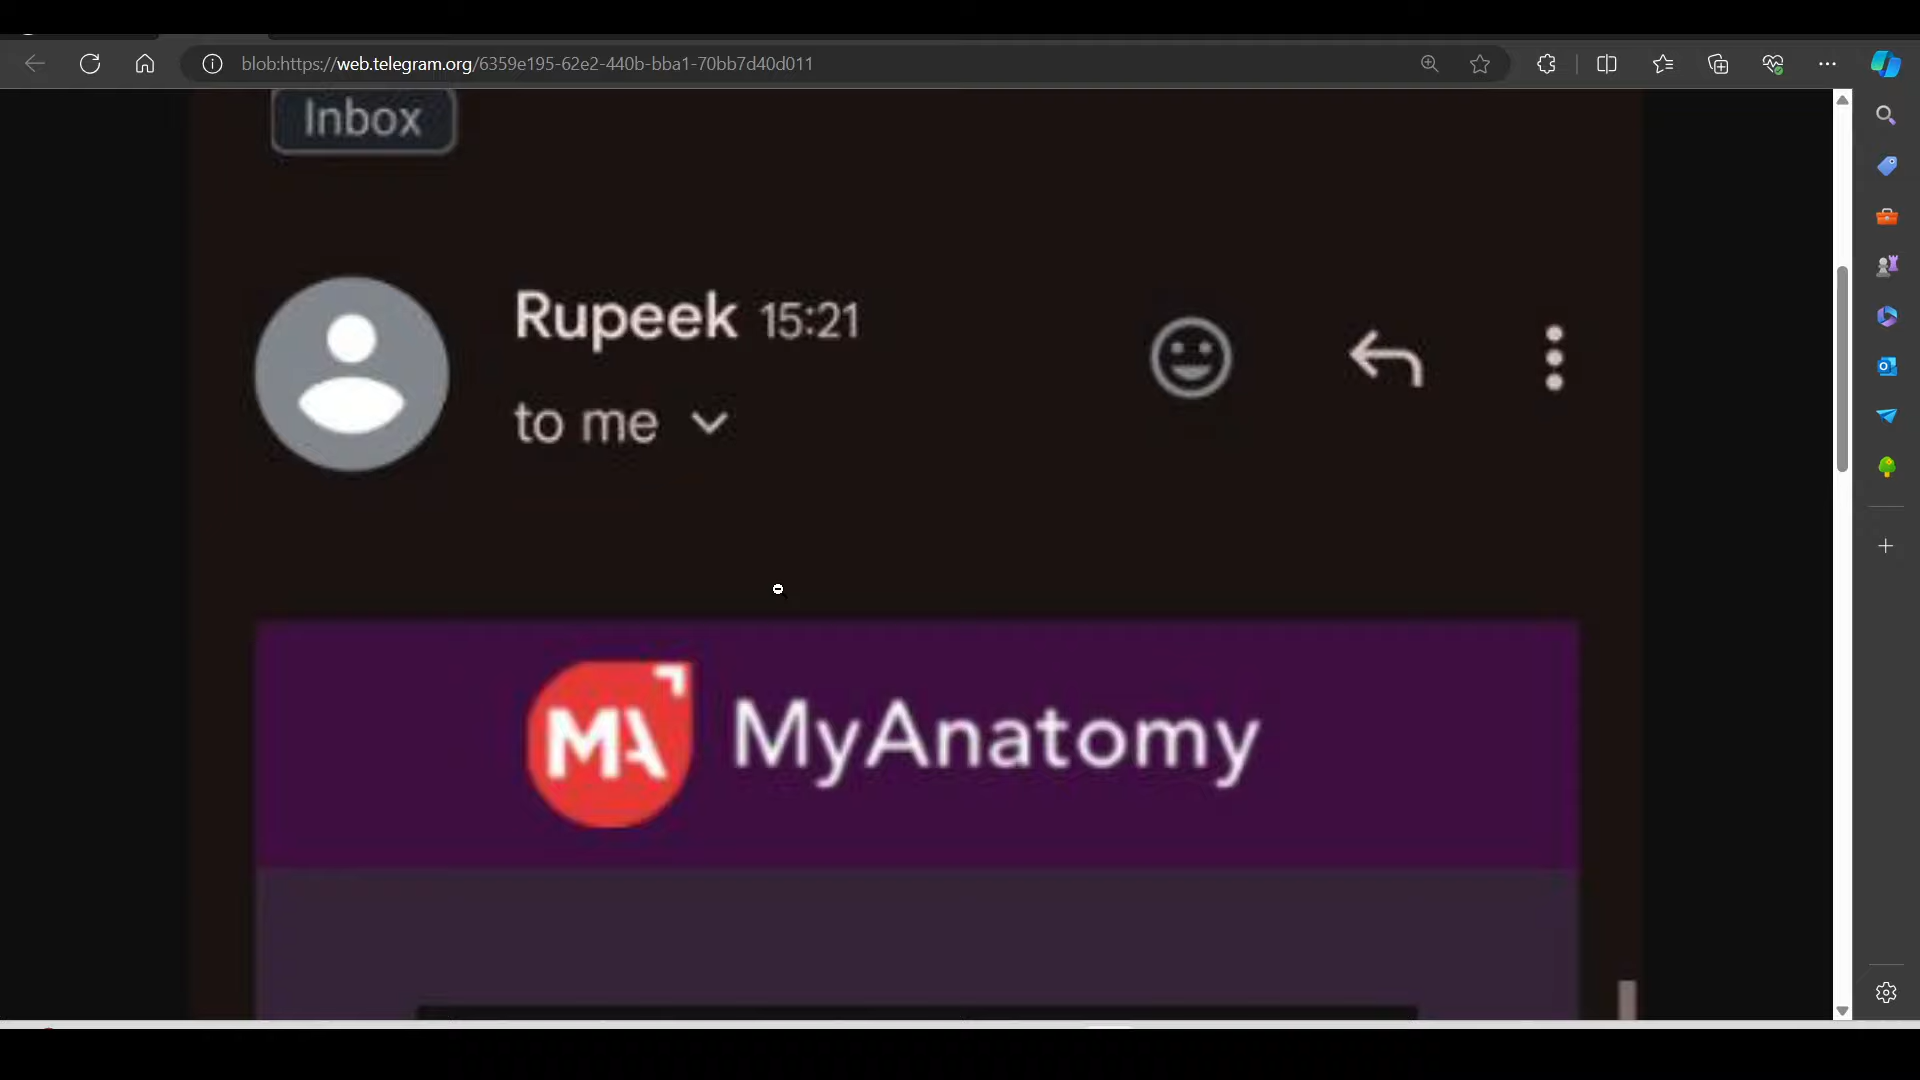 blob:https://web.telegram.org/6359e195-62e2-440b-bba1-70bb7d40d011
Inbox
Rupeek 15:21
to me
MA MyAnatomy